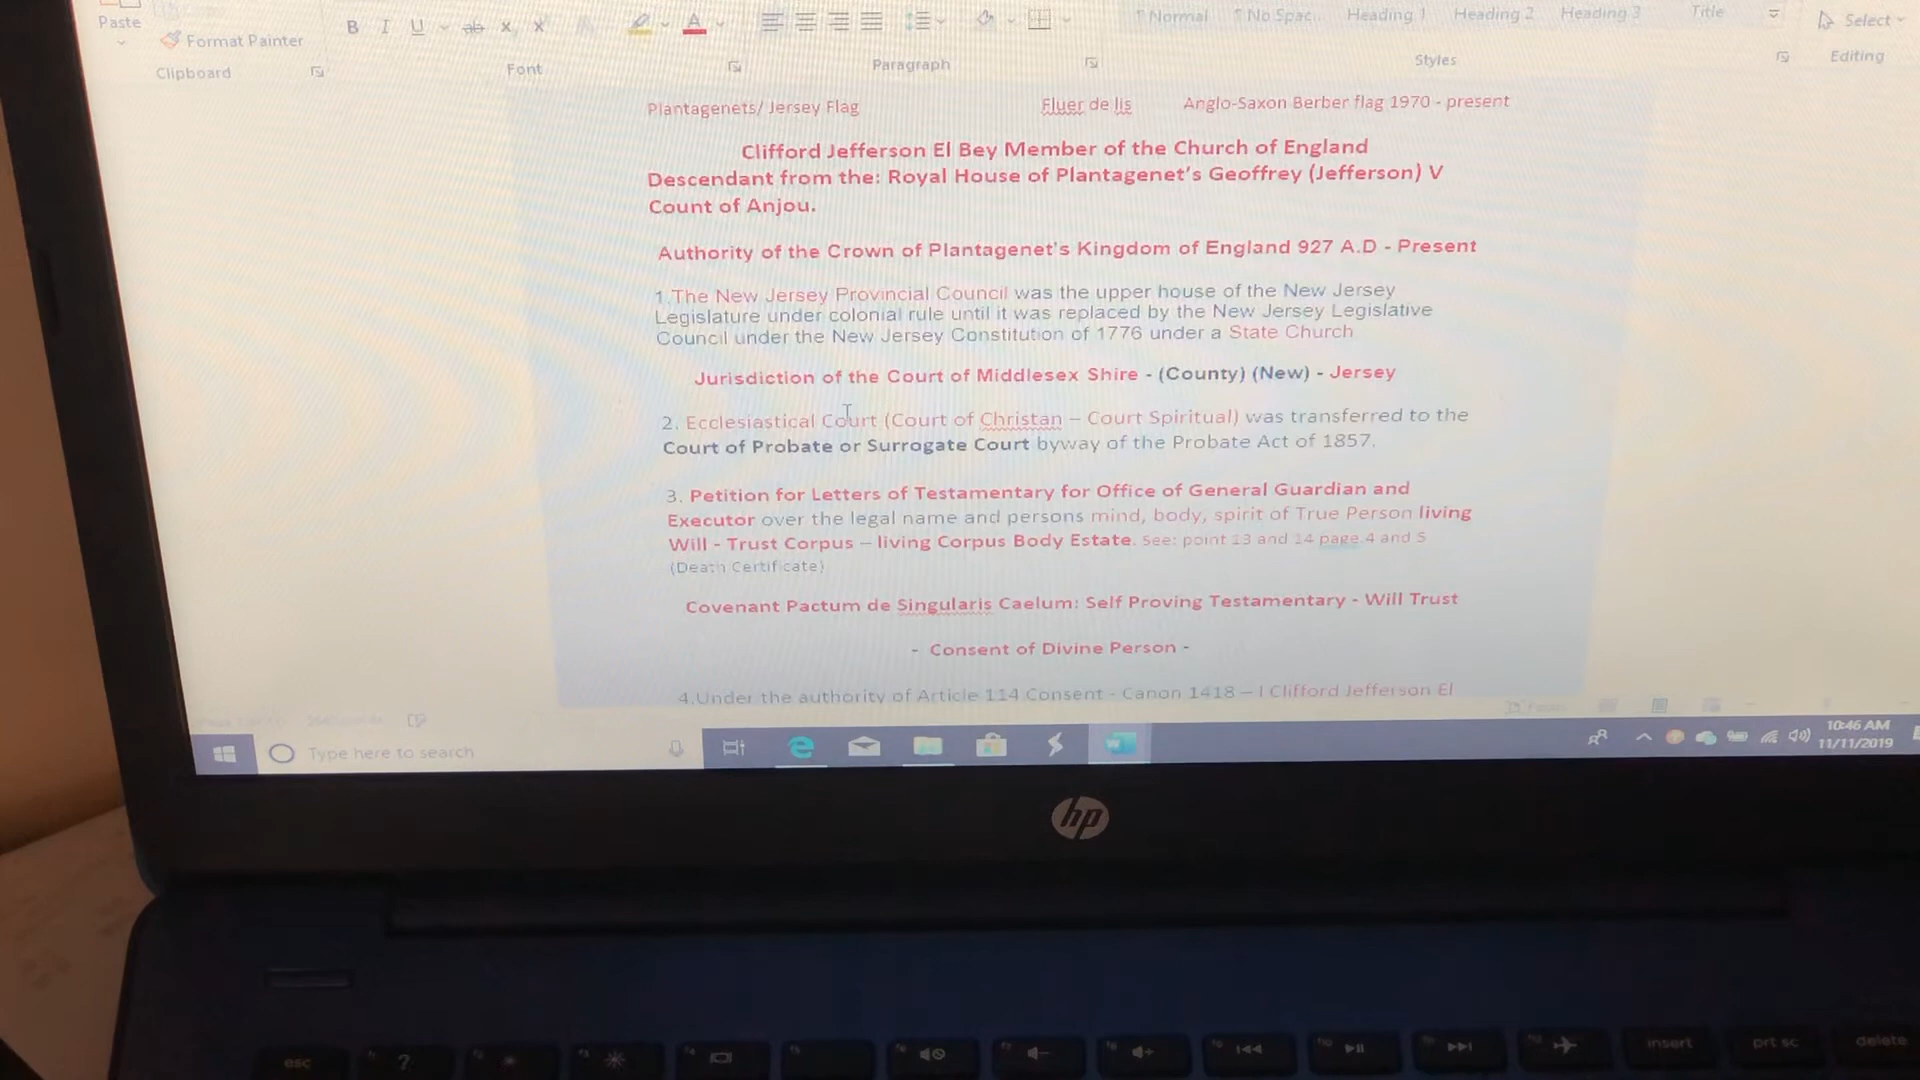 Paste
Format Painter
B I U ab x x A
Normal No Spac... Heading 1 Heading 2 Heading 3 Title
Select
Clipboard Font Paragraph Styles Editing
Plantagenets/ Jersey Flag Fluer de lis Anglo-Saxon Berber flag 1970 - present
Clifford Jefferson El Bey Member of the Church of England
Descendant from the: Royal House of Plantagenet's Geoffrey (Jefferson) V
Count of Anjou.
Authority of the Crown of Plantagenet's Kingdom of England 927 A.D - Present
1.The New Jersey Provincial Council was the upper house of the New Jersey
Legislature under colonial rule until it was replaced by the New Jersey Legislative
Council under the New Jersey Constitution of 1776 under a State Church
Jurisdiction of the Court of Middlesex Shire - (County) (New) - Jersey
2. Ecclesiastical Court (Court of Christan – Court Spiritual) was transferred to the
Court of Probate or Surrogate Court byway of the Probate Act of 1857.
3. Petition for Letters of Testamentary for Office of General Guardian and
Executor over the legal name and persons mind, body, spirit of True Person living
Will - Trust Corpus – living Corpus Body Estate. See: point 13 and 14 page 4 and 5
(Death Certificate)
Covenant Pactum de Singularis Caelum: Self Proving Testamentary - Will Trust
- Consent of Divine Person -
4.Under the authority of Article 114 Consent - Canon 1418 – I Clifford Jefferson El
Type here to search
10:46 AM
11/11/2019
hp
esc ? insert prt sc delete